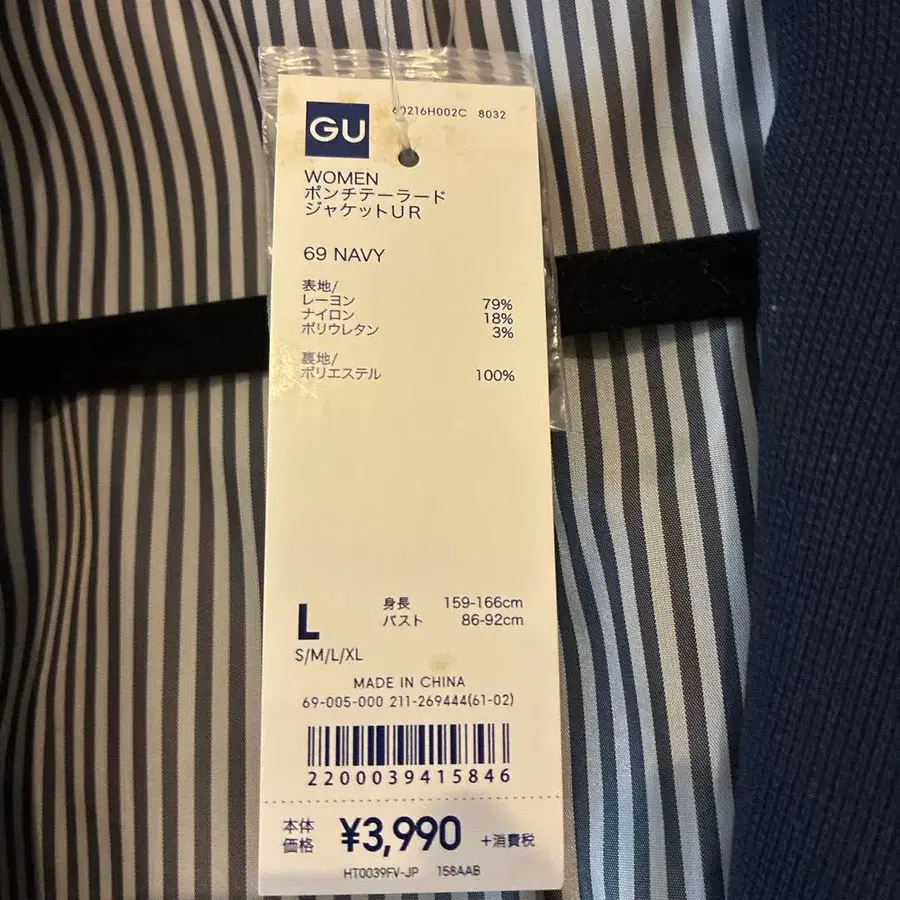 GU
60216H002C 8032
WOMEN
ポンチテーラード
ジャケットUR
69 NAVY
表地/
レーヨン 79%
ナイロン 18%
ポリウレタン 3%
裏地/
ポリエステル 100%
L 身長 159-166cm
バスト 86-92cm
S/M/L/XL
MADE IN CHINA
69-005-000 211-269444(61-02)
2200039415846
本体価格 ¥3,990 +消費税
HT0039FV-JP 158AAB